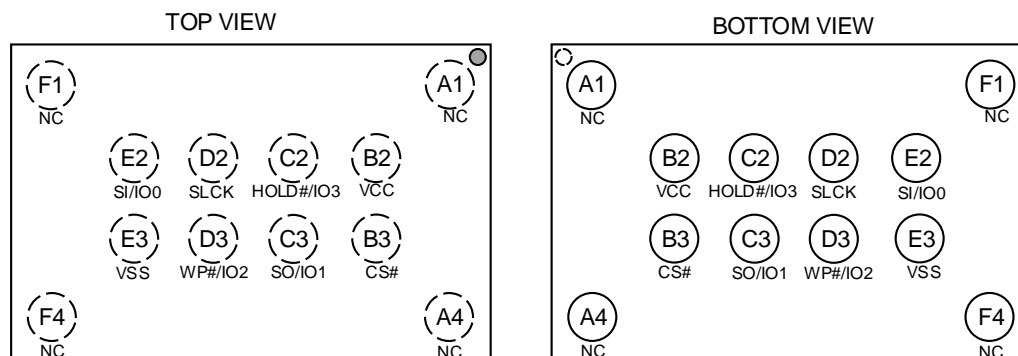 TOP VIEW
F1 A1
NC NC
E2 D2 C2 B2
SI/IO0 SLCK HOLD#/IO3 VCC
E3 D3 C3 B3
VSS WP#/IO2 SO/IO1 CS#
F4 A4
NC NC
BOTTOM VIEW
A1 F1
NC NC
B2 C2 D2 E2
VCC HOLD#/IO3 SLCK SI/IO0
B3 C3 D3 E3
CS# SO/IO1 WP#/IO2 VSS
A4 F4
NC NC